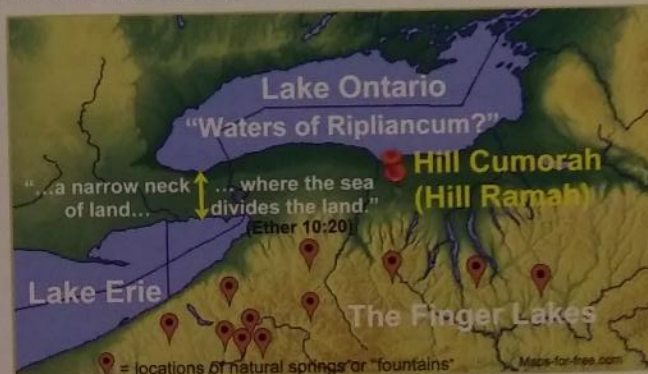 Lake Ontario
"Waters of Ripliancum?"
Hill Cumorah
(Hill Ramah)
"...a narrow neck
of land...
... where the sea
divides the land."
(Ether 10:20)
Lake Erie
The Finger Lakes
= locations of natural springs or "fountains"
Maps-for-free.com